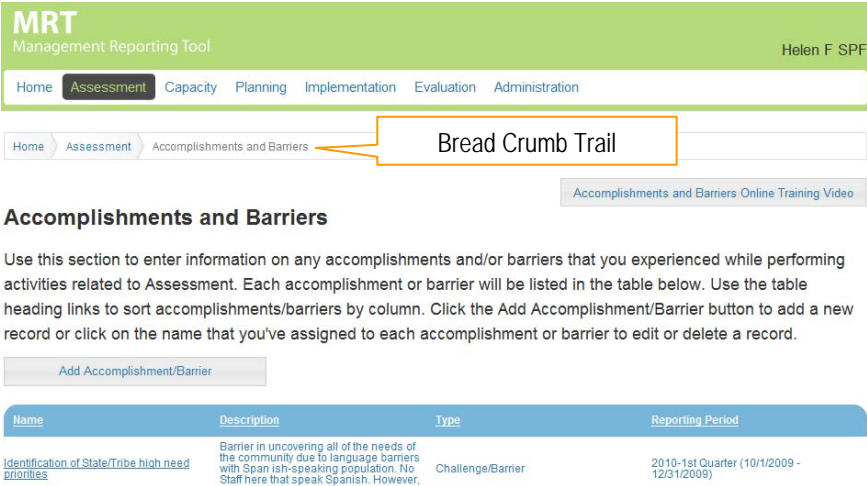 MRT
Management Reporting Tool
Helen F SPF
Home Assessment Capacity Planning Implementation Evaluation Administration
Home Assessment Accomplishments and Barriers
Bread Crumb Trail
Accomplishments and Barriers Online Training Video
Accomplishments and Barriers
Use this section to enter information on any accomplishments and/or barriers that you experienced while performing
activities related to Assessment. Each accomplishment or barrier will be listed in the table below. Use the table
heading links to sort accomplishments/barriers by column. Click the Add Accomplishment/Barrier button to add a new
record or click on the name that you've assigned to each accomplishment or barrier to edit or delete a record.
Add Accomplishment/Barrier
Name Description Type Reporting Period
Identification of State/Tribe high need
priorities
Barrier in uncovering all of the needs of
the community due to language barriers
with Span ish-speaking population. No
Staff here that speak Spanish. However,
Challenge/Barrier
2010-1st Quarter (10/1/2009 -
12/31/2009)